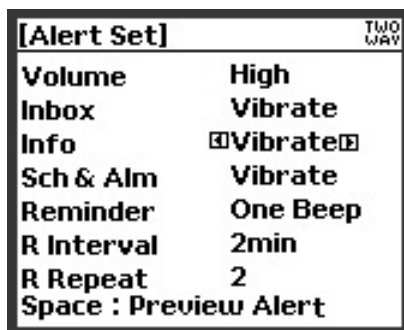 [Alert Set] TWO WAY
Volume High
Inbox Vibrate
Info Vibrate
Sch & Alm Vibrate
Reminder One Beep
R Interval 2min
R Repeat 2
Space : Preview Alert